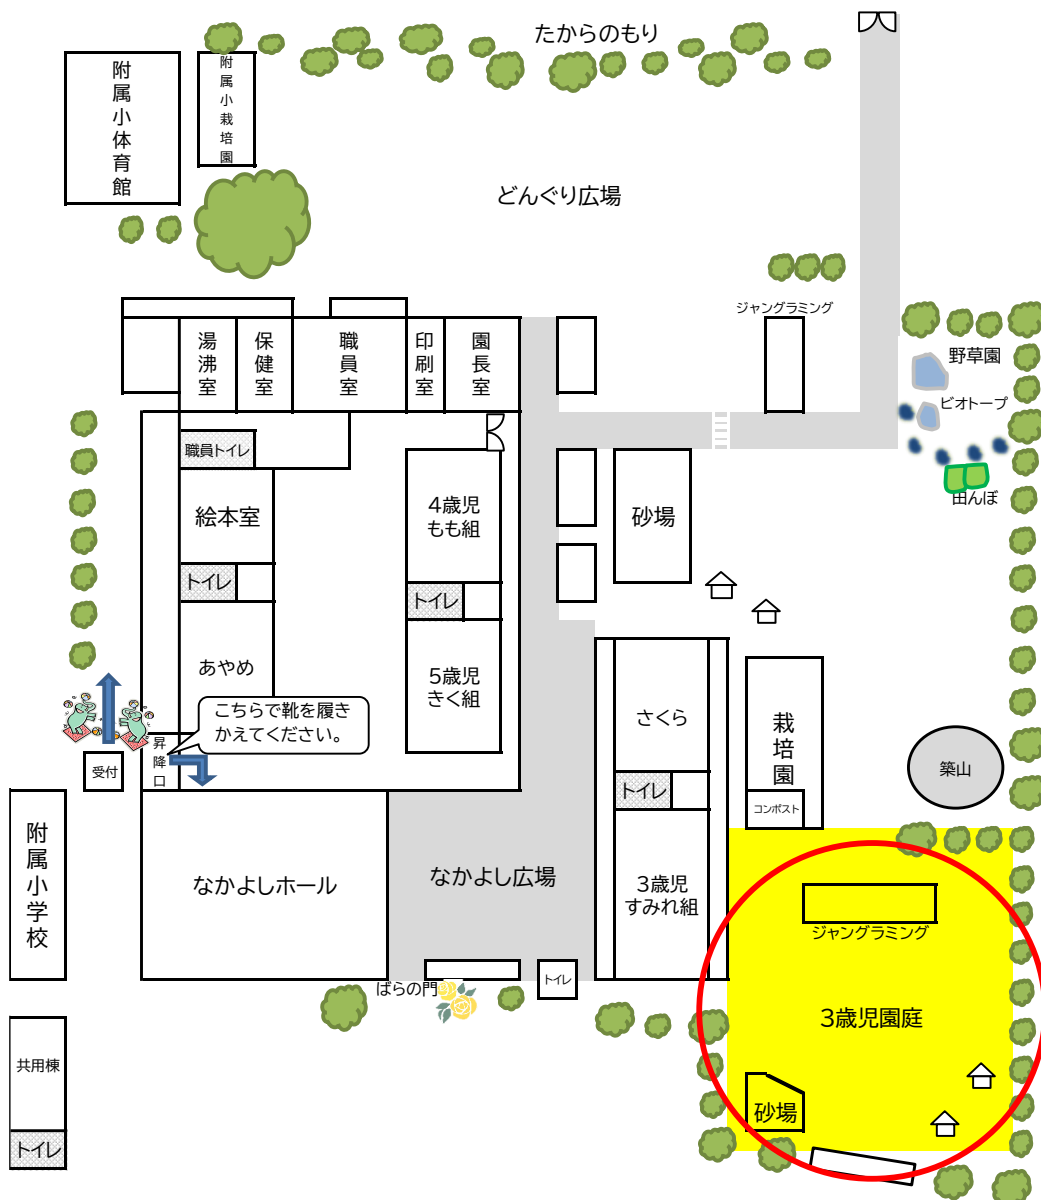 たからのもり
附属小体育館
附属小栽培園
どんぐり広場
ジャングラミング
湯沸室
保健室
職員室
印刷室
園長室
野草園
ビオトープ
田んぼ
職員トイレ
絵本室
4歳児
もも組
砂場
トイレ
トイレ
あやめ
5歳児
きく組
さくら
栽培園
こちらで靴を履き
かえてください。
昇降口
受付
築山
トイレ
コンポスト
附属小学校
なかよしホール
なかよし広場
3歳児
すみれ組
ジャングラミング
ばらの門
トイレ
3歳児園庭
共用棟
砂場
トイレ